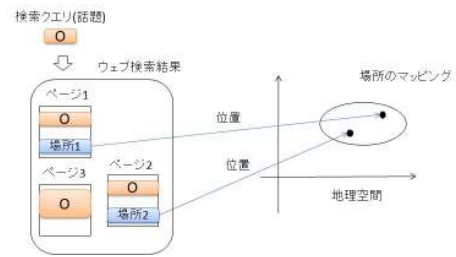 検索クエリ(話題)
O
ウェブ検索結果
ページ1
O
場所1
ページ2
ページ3
O
O
場所2
位置
位置
場所のマッピング
地理空間